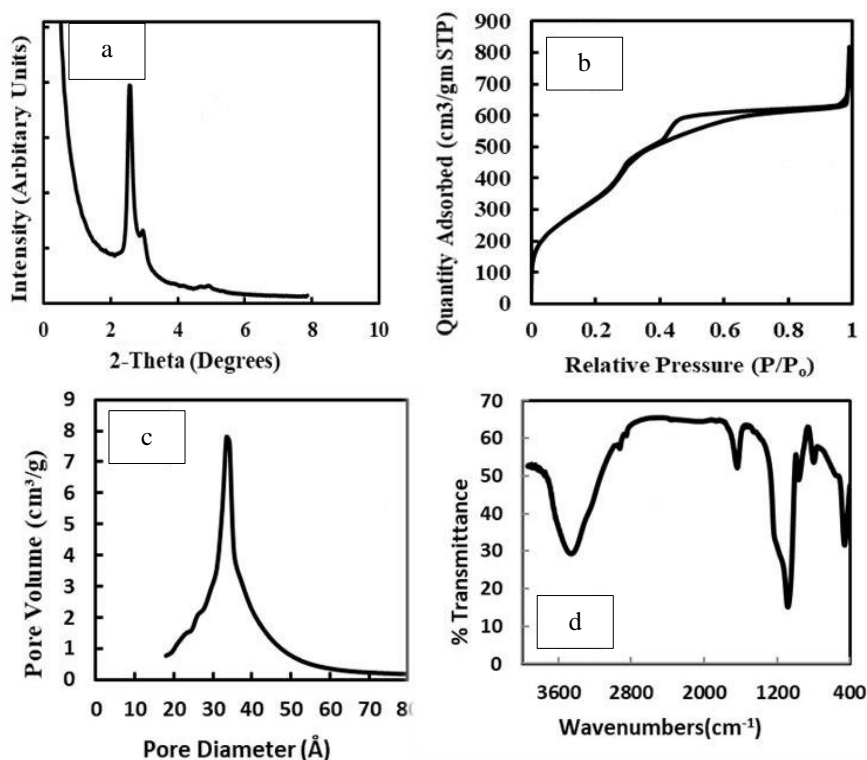 a
Intensity (Arbitary Units)
0 2 4 6 8 10
2-Theta (Degrees)
b
Quantity Adsorbed (cm3/gm STP)
900
800
700
600
500
400
300
200
100
0
0 0.2 0.4 0.6 0.8 1
Relative Pressure (P/Pₒ)
c
Pore Volume (cm³/g)
9
8
7
6
5
4
3
2
1
0
0 10 20 30 40 50 60 70 80
Pore Diameter (Å)
d
% Transmittance
70
60
50
40
30
20
10
0
3600 2800 2000 1200 400
Wavenumbers(cm⁻¹)